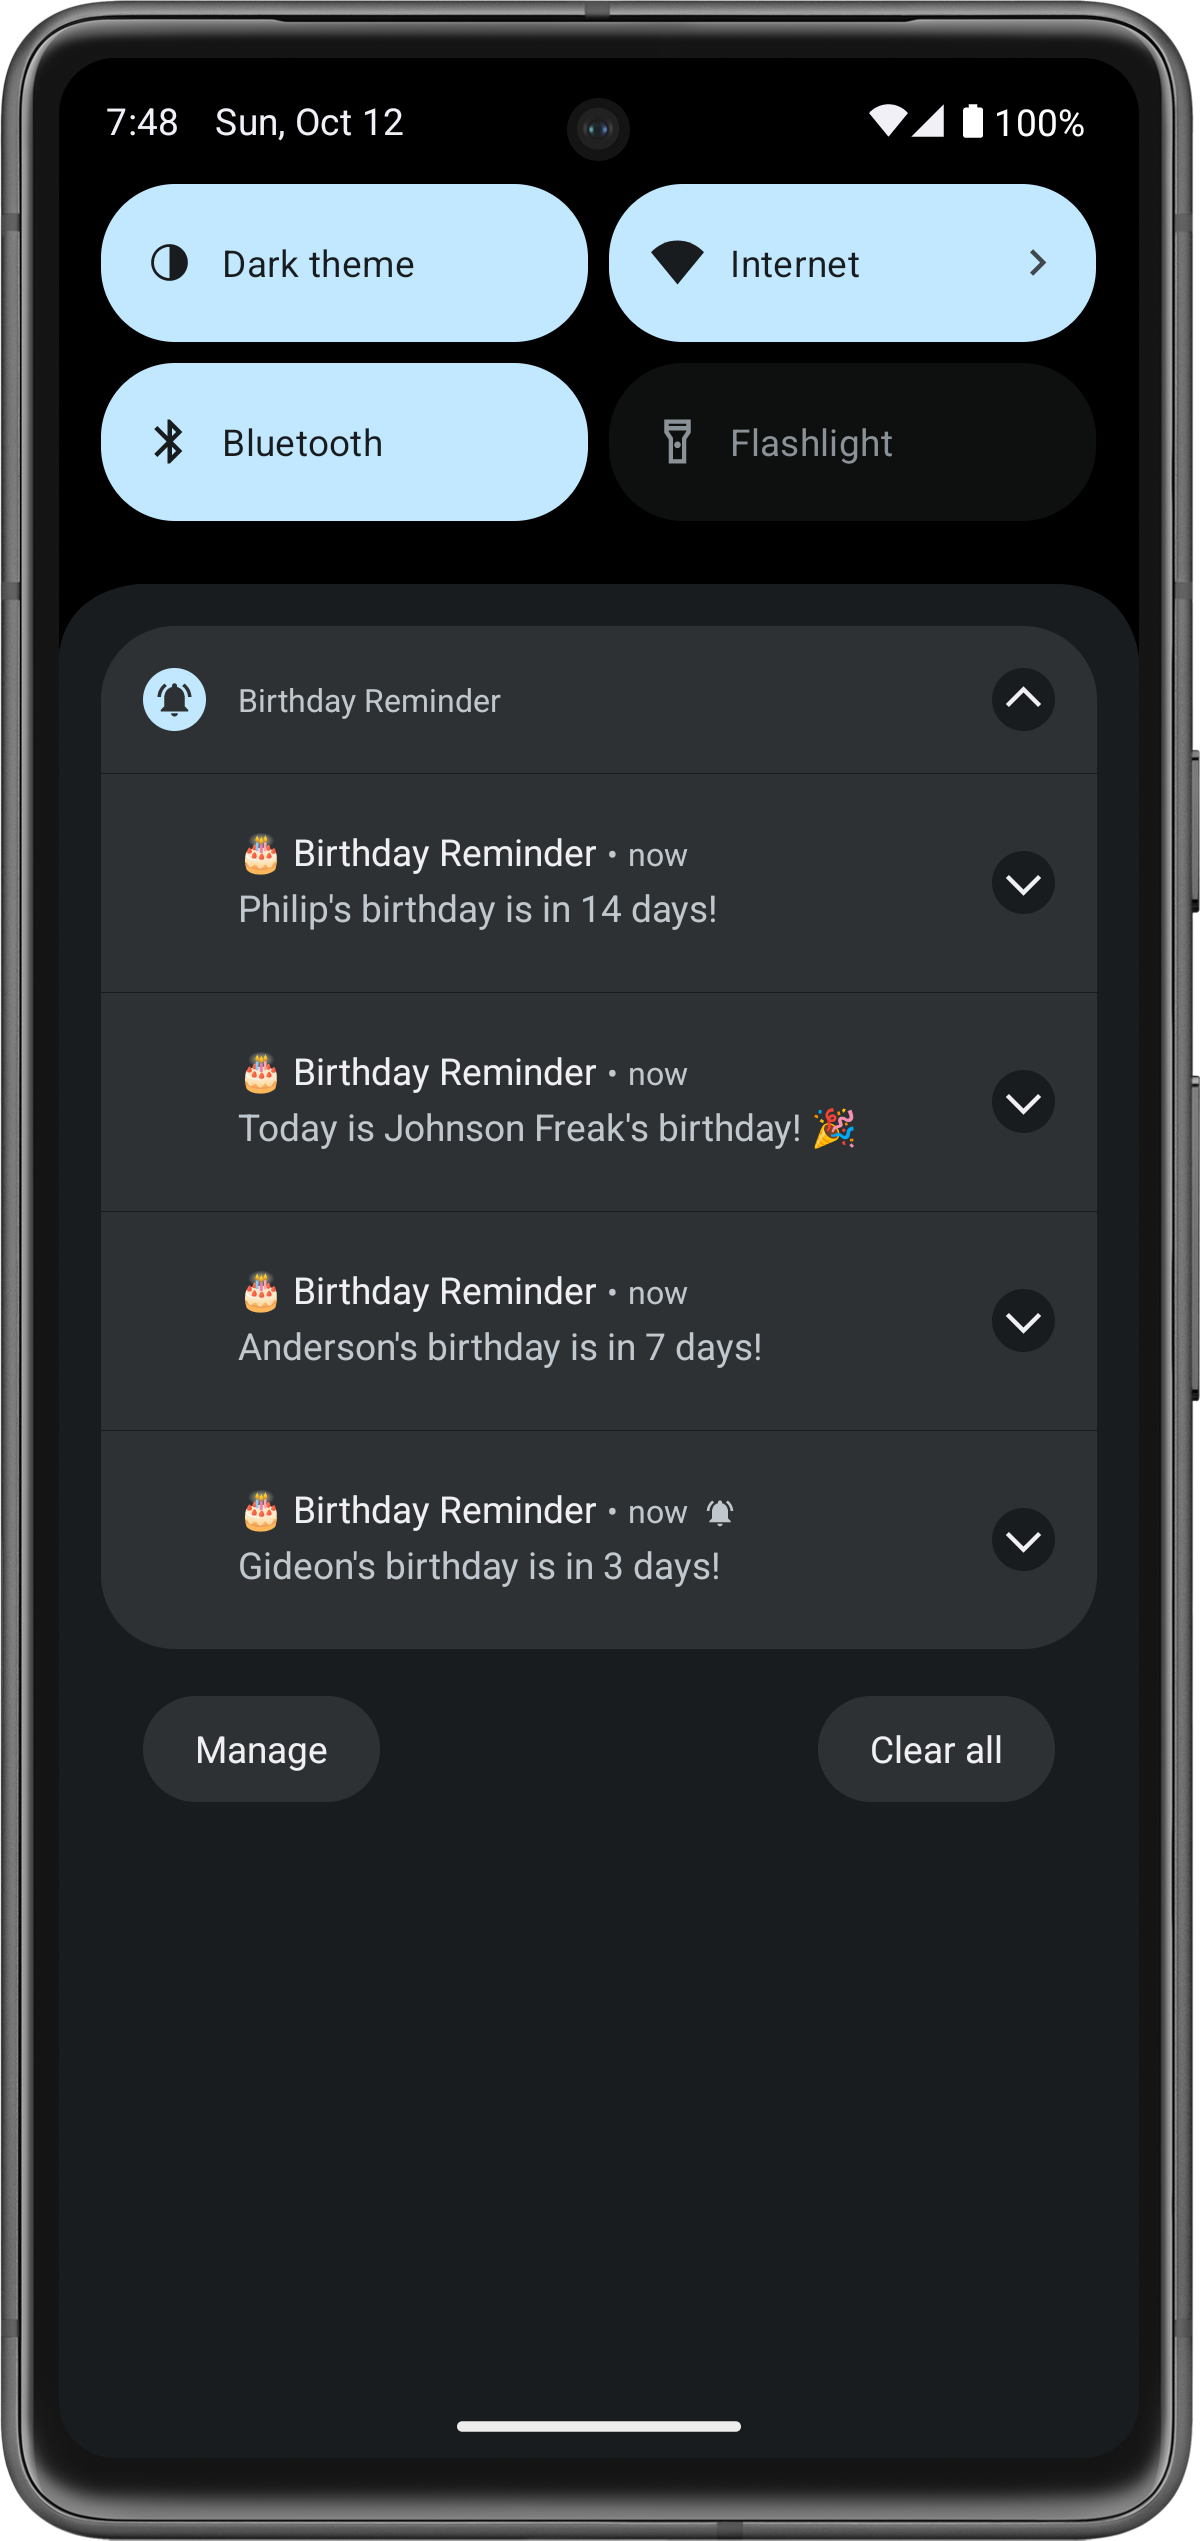 7:48 Sun, Oct 12 100%
Dark theme Internet
Bluetooth Flashlight
Birthday Reminder
🎂 Birthday Reminder • now
Philip's birthday is in 14 days!
🎂 Birthday Reminder • now
Today is Johnson Freak's birthday! 🎉
🎂 Birthday Reminder • now
Anderson's birthday is in 7 days!
🎂 Birthday Reminder • now
Gideon's birthday is in 3 days!
Manage Clear all